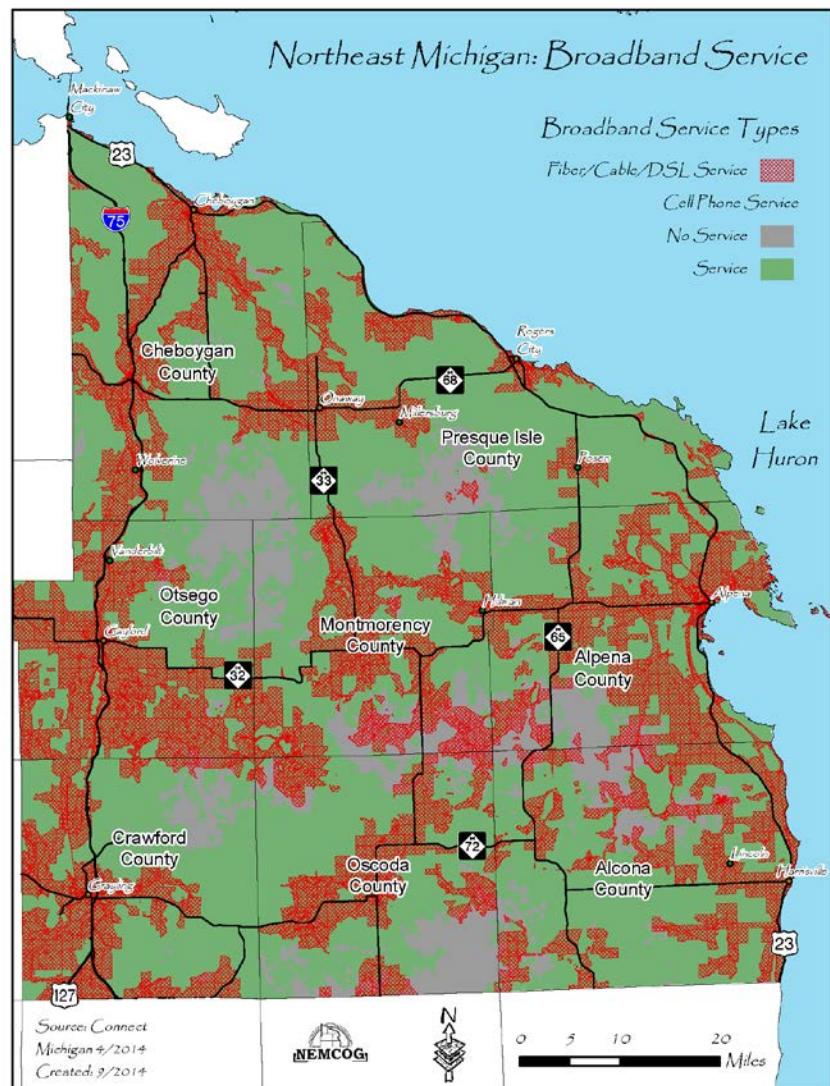 Northeast Michigan: Broadband Service
Broadband Service Types
Fiber/Cable/DSL Service
Cell Phone Service
No Service
Service
Mackinaw
City
23
75
Cheboygan
Cheboygan
County
Rogers
City
68
Onaway
Millersburg
Presque Isle
County
Lake
Huron
Wolverine
33
Posen
Vanderbilt
Otsego
County
Hillman
Alpena
Gaylord
Montmorency
County
65
Alpena
County
32
Crawford
County
72
Oscoda
County
Lincoln
Alcona
County
Harrisville
Grayling
23
127
Source: Connect
Michigan 4/2014
Created: 9/2014
NEMCOG
N
0 5 10 20
Miles